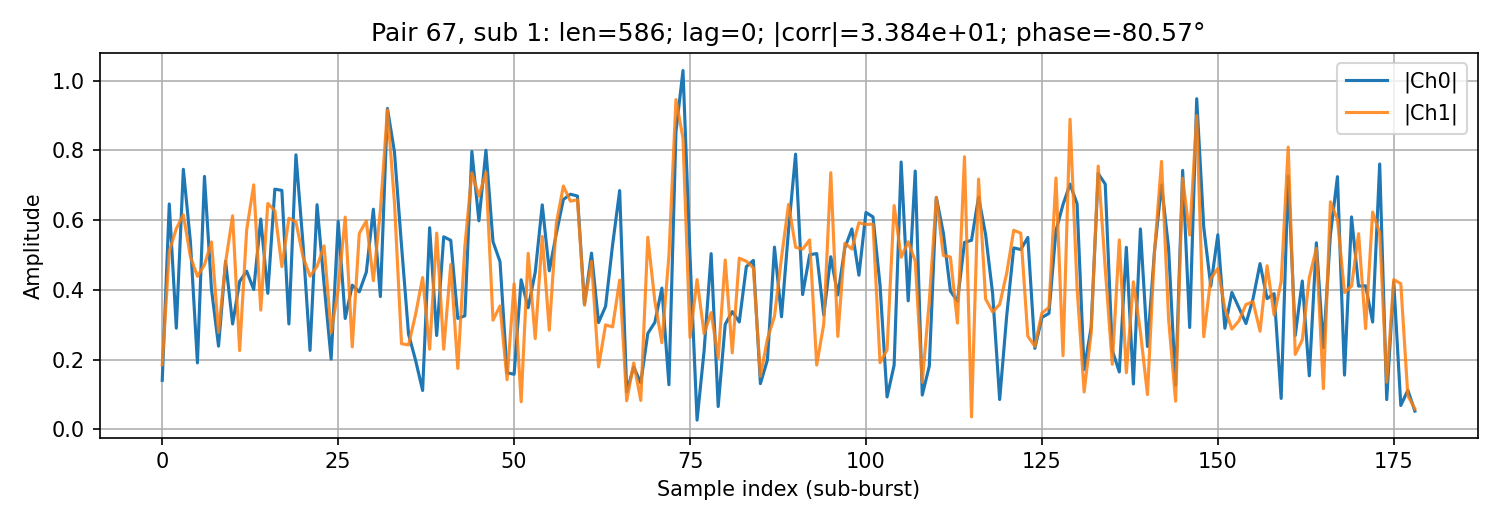 Pair 67, sub 1: len=586; lag=0; |corr|=3.384e+01; phase=-80.57°
|Ch0|
|Ch1|
Amplitude
1.0
0.8
0.6
0.4
0.2
0.0
0 25 50 75 100 125 150 175
Sample index (sub-burst)